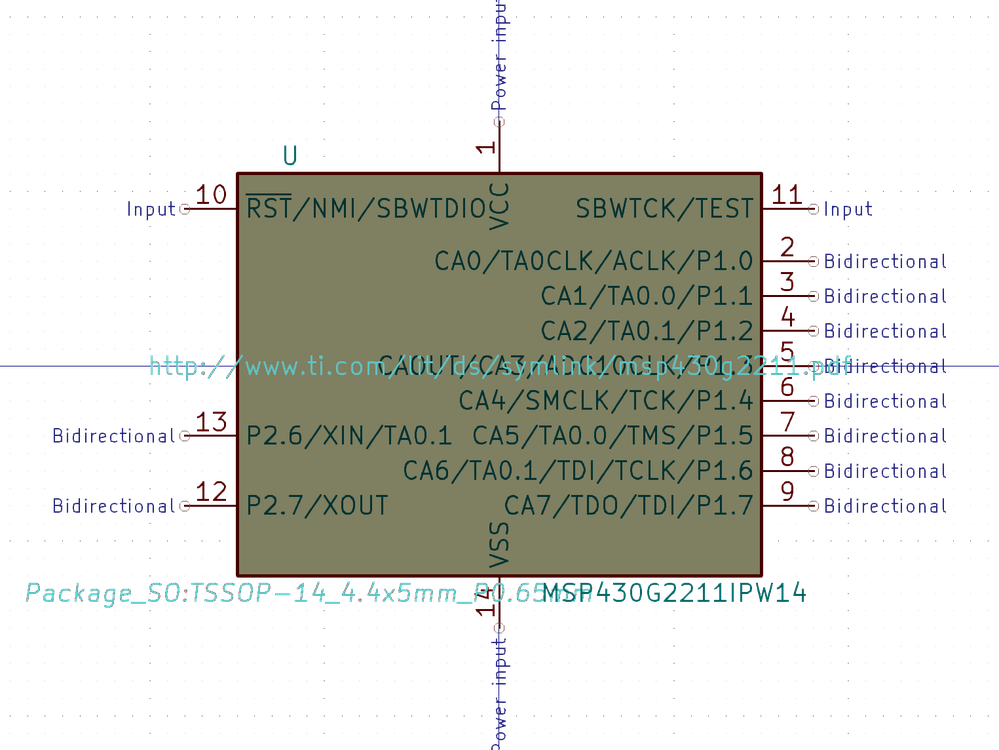 Power input
1
U
VCC
Input
10
RST/NMI/SBWTDIO
SBWTCK/TEST
11
Input
CA0/TA0CLK/ACLK/P1.0
2
Bidirectional
CA1/TA0.0/P1.1
3
Bidirectional
CA2/TA0.1/P1.2
4
Bidirectional
http://www.ti.com/lit/ds/symlink/msp430g2211.pdf
CAOUT/CA3/ADC10CLK/P1.3
5
Bidirectional
CA4/SMCLK/TCK/P1.4
6
Bidirectional
Bidirectional
13
P2.6/XIN/TA0.1
CA5/TA0.0/TMS/P1.5
7
Bidirectional
CA6/TA0.1/TDI/TCLK/P1.6
8
Bidirectional
Bidirectional
12
P2.7/XOUT
CA7/TDO/TDI/P1.7
9
Bidirectional
VSS
Package_SO:TSSOP-14_4.4x5mm_P0.65mm
MSP430G2211IPW14
14
Power input